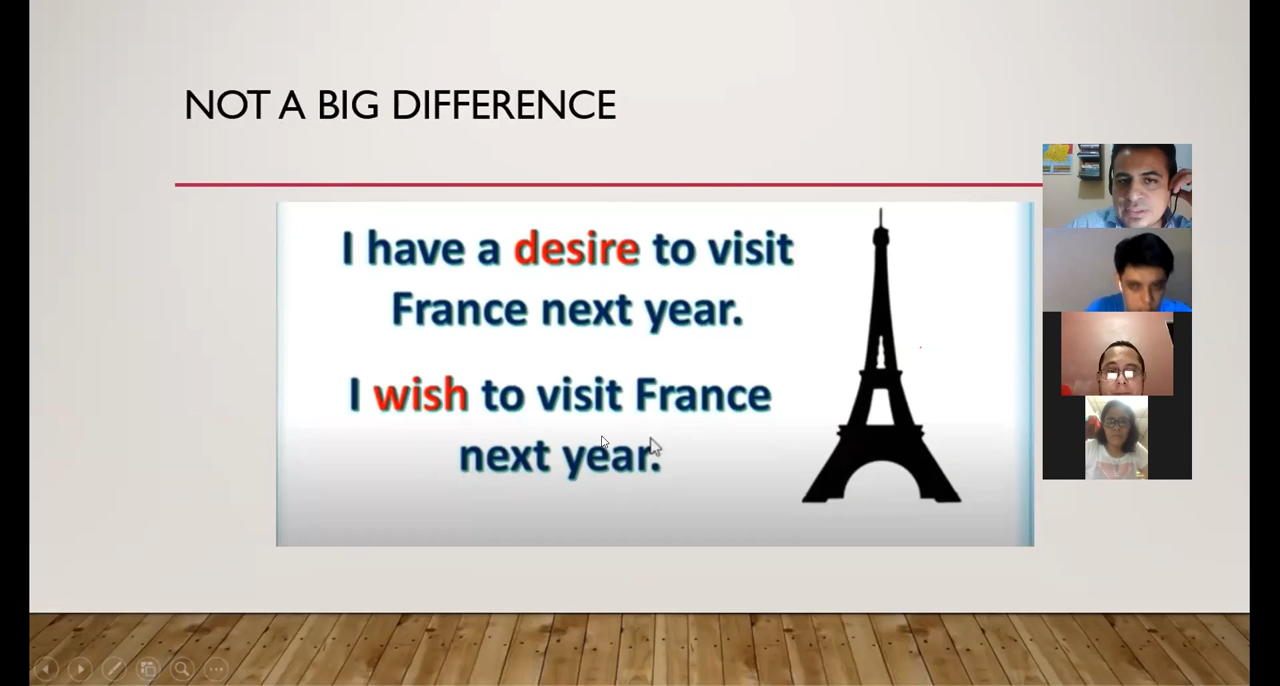 NOT A BIG DIFFERENCE
I have a desire to visit
France next year.
I wish to visit France
next year.